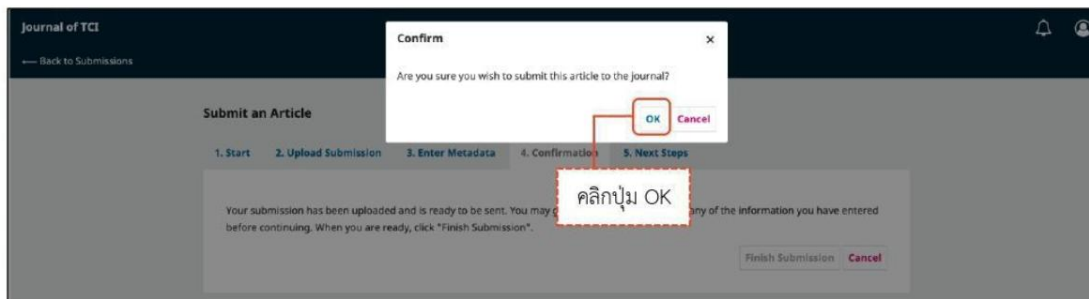 Journal of TCI
← Back to Submissions
Confirm
×
Are you sure you wish to submit this article to the journal?
OK Cancel
Submit an Article
1. Start 2. Upload Submission 3. Enter Metadata 4. Confirmation 5. Next Steps
คลิกปุ่ม OK
Your submission has been uploaded and is ready to be sent. You may any of the information you have entered
before continuing. When you are ready, click "Finish Submission".
Finish Submission Cancel